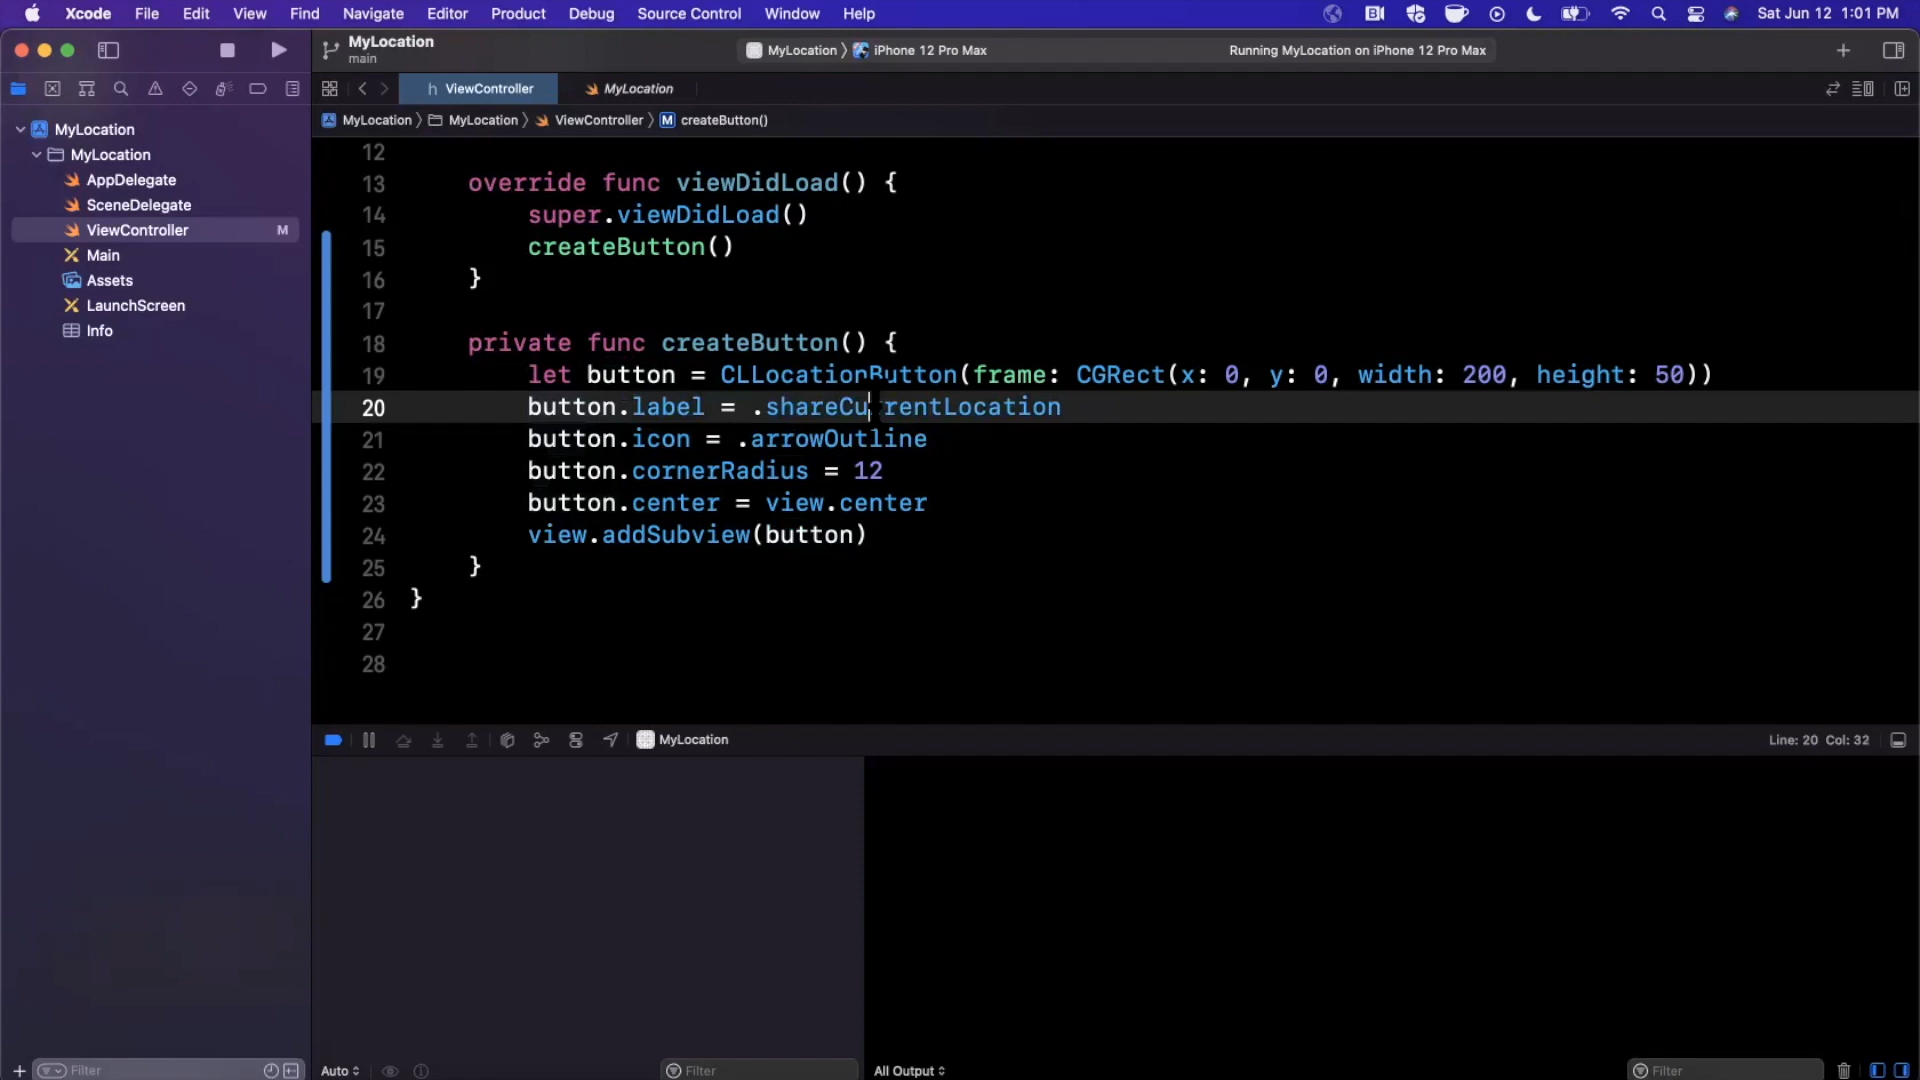 Xcode File Edit View Find Navigate Editor Product Debug Source Control Window Help Sat Jun 12 1:01 PM
MyLocation
main
MyLocation iPhone 12 Pro Max
Running MyLocation on iPhone 12 Pro Max
ViewController
MyLocation
MyLocation MyLocation ViewController M createButton()
MyLocation
MyLocation
AppDelegate
SceneDelegate
ViewController M
Main
Assets
LaunchScreen
Info
12
13 override func viewDidLoad() {
14 super.viewDidLoad()
15 createButton()
16 }
17
18 private func createButton() {
19 let button = CLLocationButton(frame: CGRect(x: 0, y: 0, width: 200, height: 50))
20 button.label = .shareCurrentLocation
21 button.icon = .arrowOutline
22 button.cornerRadius = 12
23 button.center = view.center
24 view.addSubview(button)
25 }
26 }
27
28
MyLocation
Line: 20 Col: 32
Filter
Auto
Filter
All Output
Filter